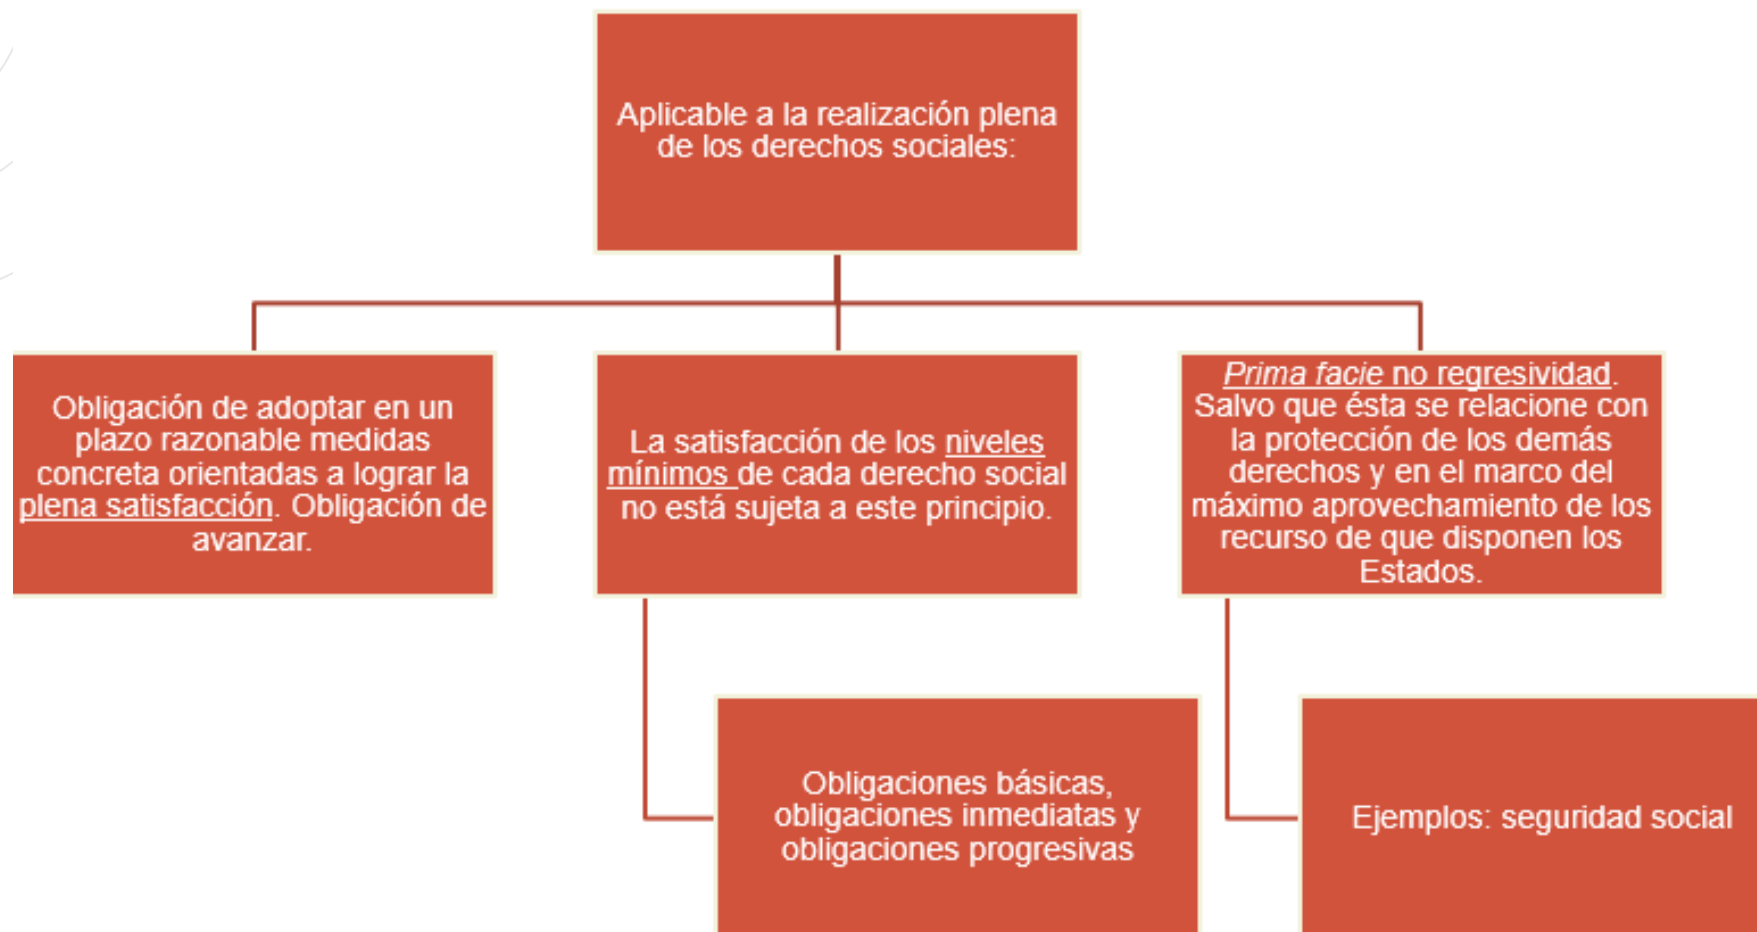 Aplicable a la realización plena
de los derechos sociales:
Obligación de adoptar en un
plazo razonable medidas
concreta orientadas a lograr la
plena satisfacción. Obligación de
avanzar.
La satisfacción de los niveles
mínimos de cada derecho social
no está sujeta a este principio.
Prima facie no regresividad.
Salvo que ésta se relacione con
la protección de los demás
derechos y en el marco del
máximo aprovechamiento de los
recurso de que disponen los
Estados.
Obligaciones básicas,
obligaciones inmediatas y
obligaciones progresivas
Ejemplos: seguridad social